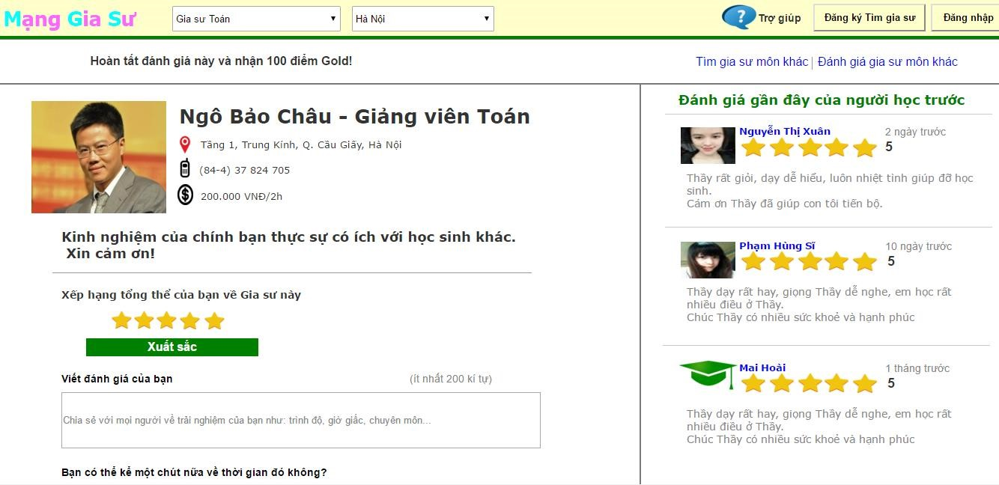 Mạng Gia Sư
Gia sư Toán
Hà Nội
Trợ giúp
Đăng ký Tìm gia sư
Đăng nhập
Hoàn tất đánh giá này và nhận 100 điểm Gold!
Tìm gia sư môn khác | Đánh giá gia sư môn khác
Ngô Bảo Châu - Giảng viên Toán
Tầng 1, Trung Kính, Q. Cầu Giấy, Hà Nội
(84-4) 37 824 705
200.000 VNĐ/2h
Kinh nghiệm của chính bạn thực sự có ích với học sinh khác.
Xin cảm ơn!
Xếp hạng tổng thể của bạn về Gia sư này
Xuất sắc
Viết đánh giá của bạn
(ít nhất 200 kí tự)
Chia sẻ với mọi người về trải nghiệm của bạn như: trình độ, giờ giấc, chuyên môn...
Bạn có thể kể một chút nữa về thời gian đó không?
Đánh giá gần đây của người học trước
Nguyễn Thị Xuân
2 ngày trước
5
Thầy rất giỏi, dạy dễ hiểu, luôn nhiệt tình giúp đỡ học
sinh.
Cám ơn Thầy đã giúp con tôi tiến bộ.
Phạm Hùng Sĩ
10 ngày trước
5
Thầy dạy rất hay, giọng Thầy dễ nghe, em học rất
nhiều điều ở Thầy.
Chúc Thầy có nhiều sức khoẻ và hạnh phúc
Mai Hoài
1 tháng trước
5
Thầy dạy rất hay, giọng Thầy dễ nghe, em học rất
nhiều điều ở Thầy.
Chúc Thầy có nhiều sức khoẻ và hạnh phúc